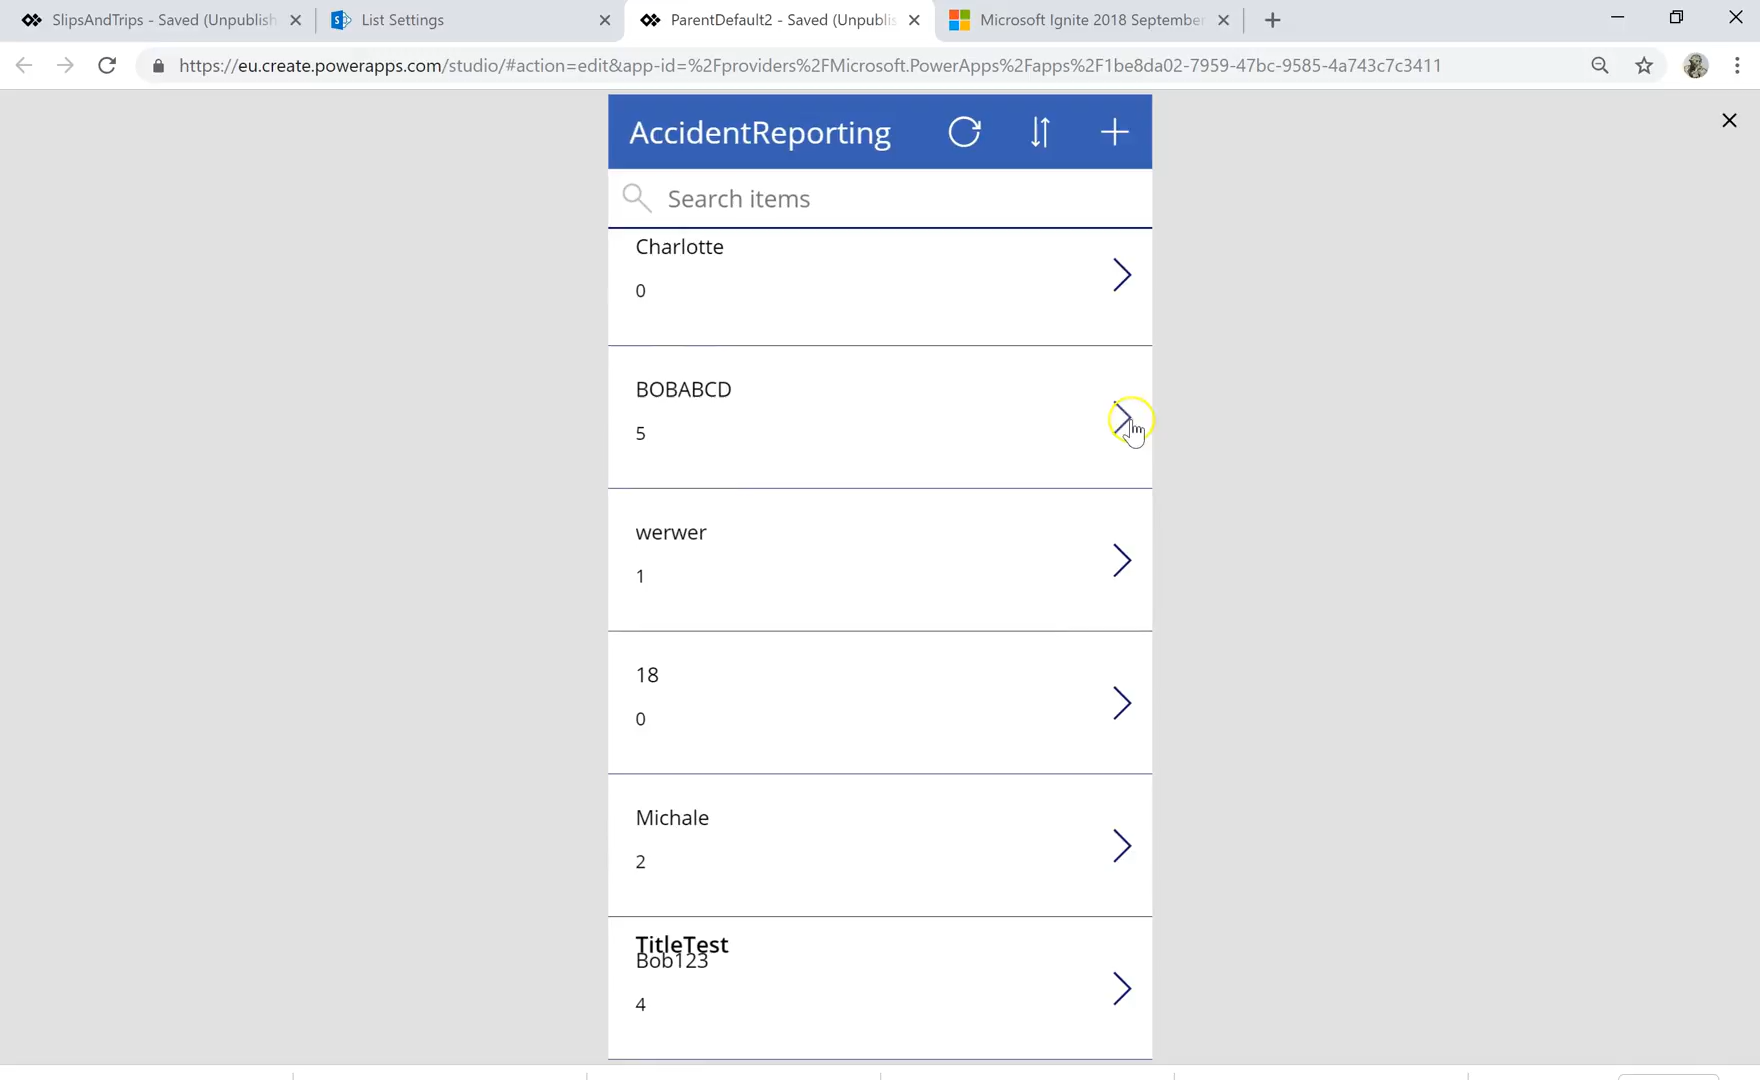 SlipsAndTrips - Saved (Unpublish
List Settings
ParentDefault2 - Saved (Unpublis
Microsoft Ignite 2018 September
https://eu.create.powerapps.com/studio/#action=edit&app-id=%2Fproviders%2FMicrosoft.PowerApps%2Fapps%2F1be8da02-7959-47bc-9585-4a743c7c3411
AccidentReporting
Search items
Charlotte
0
BOBABCD
5
werwer
1
18
0
Michale
2
TitleTest
Bob123
4